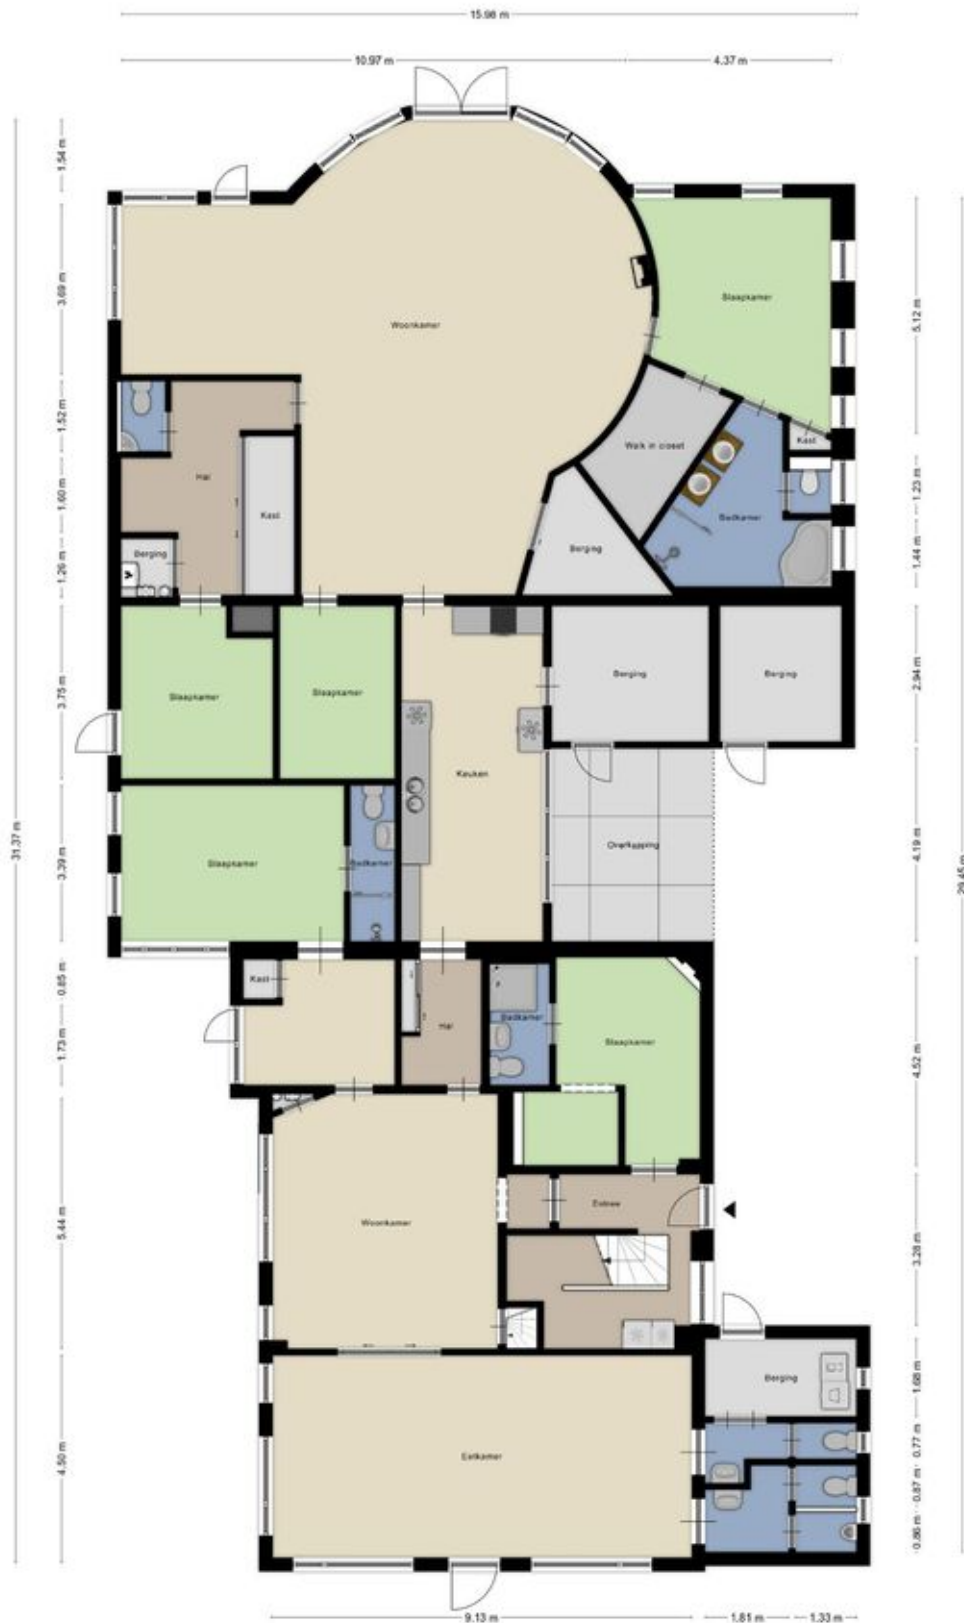 15.98 m
10.97 m
4.37 m
1.54 m
3.69 m
1.52 m
1.60 m
1.26 m
3.75 m
3.39 m
0.85 m
1.73 m
5.44 m
4.50 m
31.37 m
5.12 m
1.23 m
1.44 m
2.94 m
4.19 m
4.52 m
3.28 m
1.68 m
0.77 m
0.87 m
0.86 m
29.45 m
Woonkamer
Slaapkamer
Walk in closet
Kast
Hal
Kast
Badkamer
Berging
Berging
Slaapkamer
Slaapkamer
Berging
Berging
Keuken
Overkapping
Slaapkamer
Badkamer
Kast
Hal
Badkamer
Slaapkamer
Entree
Woonkamer
Berging
Eetkamer
9.13 m
1.81 m
1.33 m